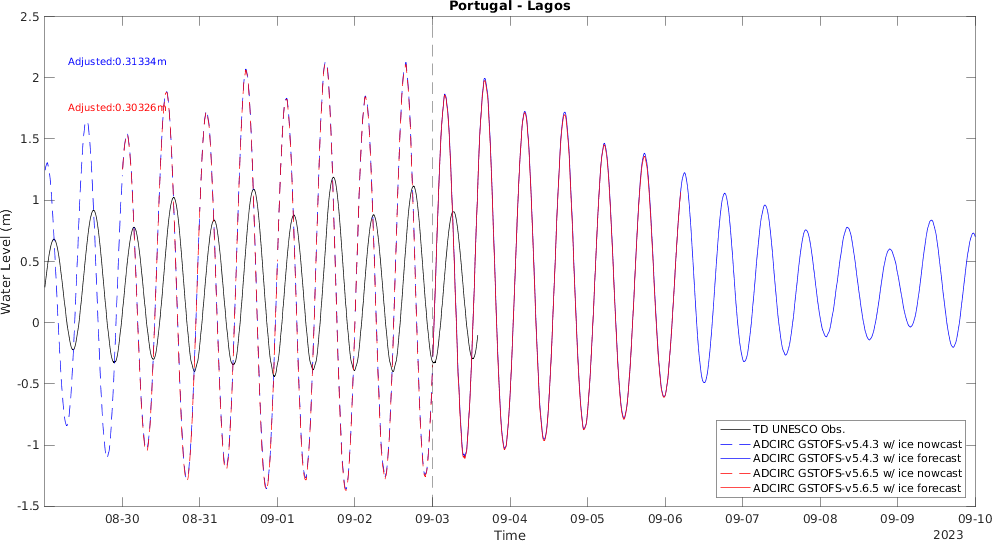 Portugal - Lagos
2.5
2
1.5
1
0.5
0
-0.5
-1
-1.5
Water Level (m)
Adjusted:0.31334m
Adjusted:0.30326m
TD UNESCO Obs.
ADCIRC GSTOFS-v5.4.3 w/ ice nowcast
ADCIRC GSTOFS-v5.4.3 w/ ice forecast
ADCIRC GSTOFS-v5.6.5 w/ ice nowcast
ADCIRC GSTOFS-v5.6.5 w/ ice forecast
08-30 08-31 09-01 09-02 09-03 09-04 09-05 09-06 09-07 09-08 09-09 09-10
Time
2023